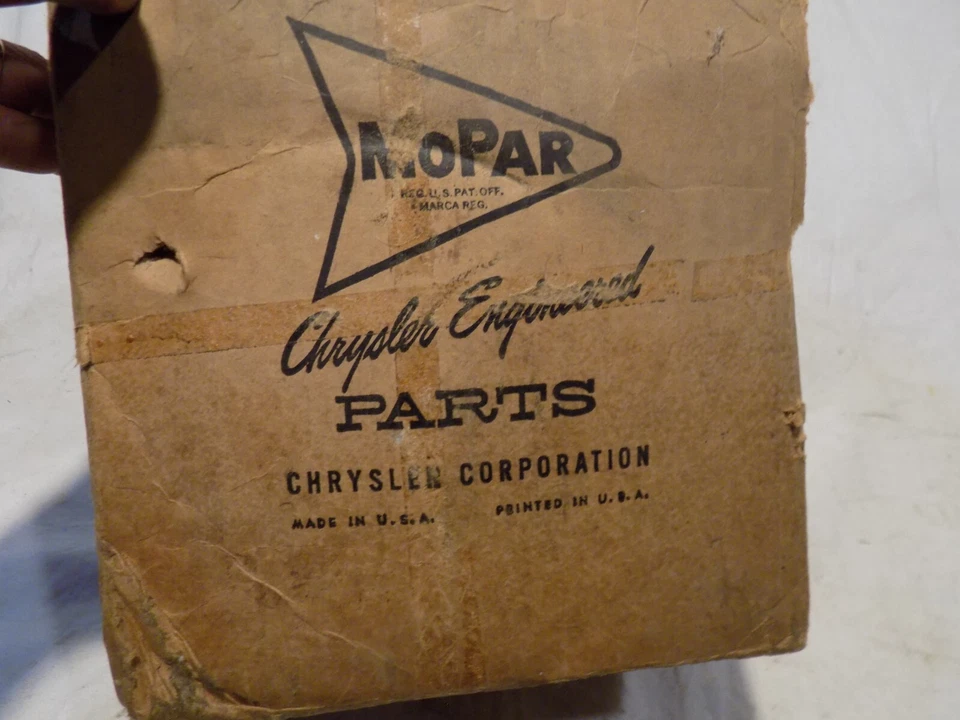 MOPAR
REG. U.S. PAT. OFF.
MARCA REG.
Chrysler Engineered
PARTS
CHRYSLER CORPORATION
MADE IN U.S.A.
PRINTED IN U.S.A.